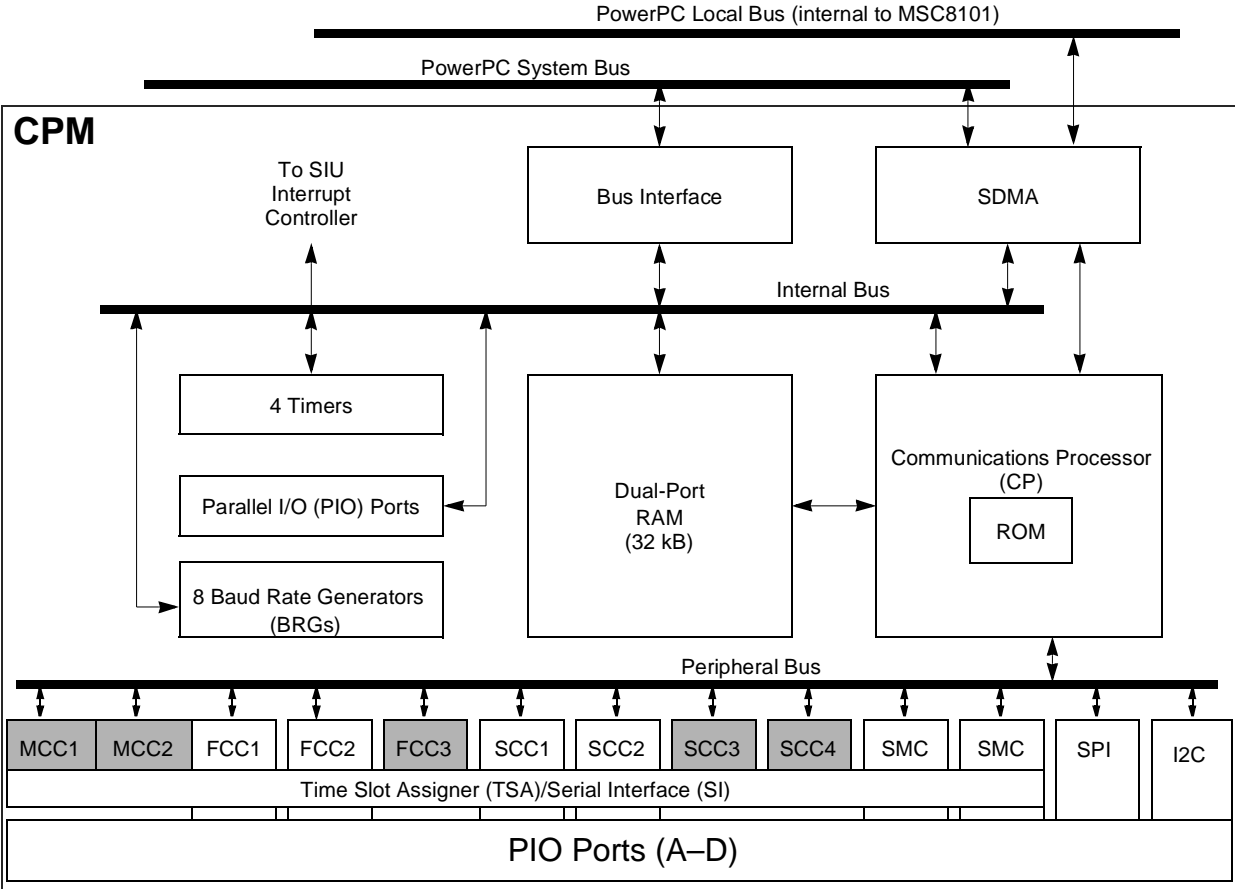 PowerPC Local Bus (internal to MSC8101)
PowerPC System Bus
CPM
To SIU
Interrupt
Controller
Bus Interface
SDMA
Internal Bus
4 Timers
Parallel I/O (PIO) Ports
8 Baud Rate Generators
(BRGs)
Dual-Port
RAM
(32 kB)
Communications Processor
(CP)
ROM
Peripheral Bus
MCC1 MCC2 FCC1 FCC2 FCC3 SCC1 SCC2 SCC3 SCC4 SMC SMC SPI I2C
Time Slot Assigner (TSA)/Serial Interface (SI)
PIO Ports (A–D)